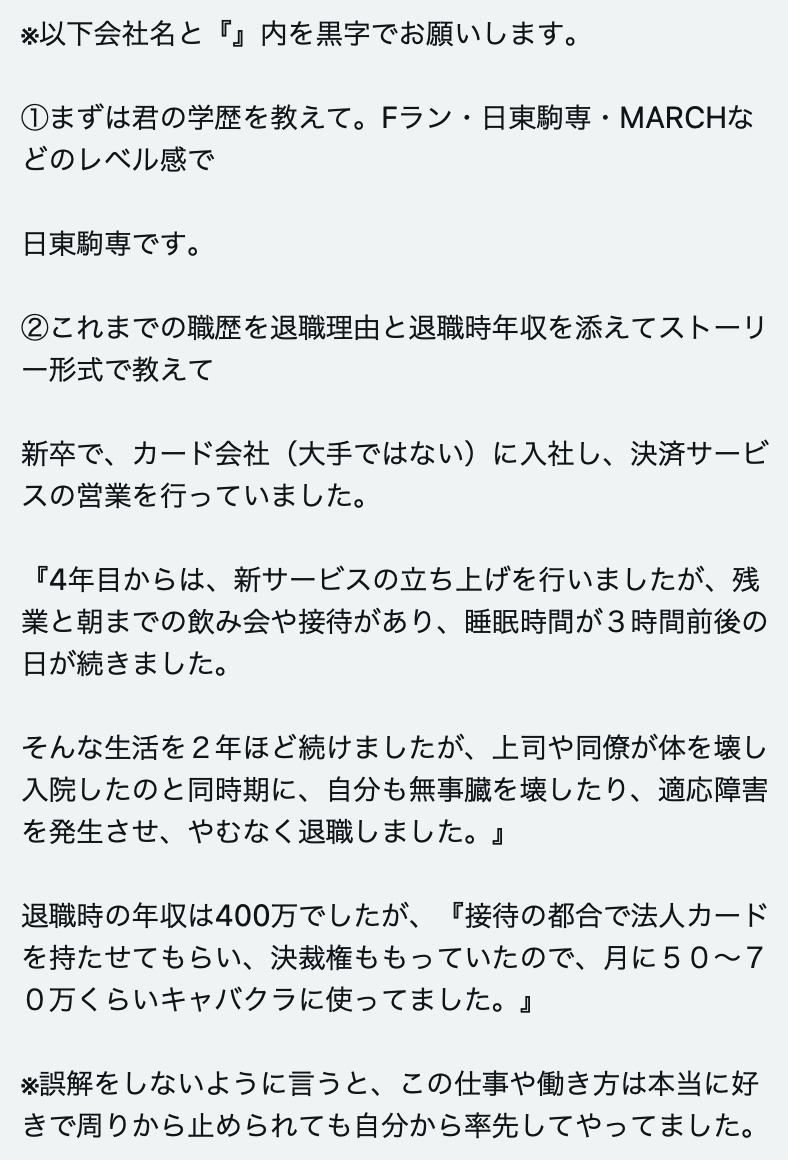 ※以下会社名と『』内を黒字でお願いします。
①まずは君の学歴を教えて。Fラン・日東駒専・MARCHな
どのレベル感で
日東駒専です。
②これまでの職歴を退職理由と退職時年収を添えてストーリ
ー形式で教えて
新卒で、カード会社（大手ではない）に入社し、決済サービ
スの営業を行っていました。
『4年目からは、新サービスの立ち上げを行いましたが、残
業と朝までの飲み会や接待があり、睡眠時間が３時間前後の
日が続きました。
そんな生活を２年ほど続けましたが、上司や同僚が体を壊し
入院したのと同時期に、自分も無事臓を壊したり、適応障害
を発生させ、やむなく退職しました。』
退職時の年収は400万でしたが、『接待の都合で法人カード
を持たせてもらい、決裁権ももっていたので、月に５０〜７
０万くらいキャバクラに使ってました。』
※誤解をしないように言うと、この仕事や働き方は本当に好
きで周りから止められても自分から率先してやってました。